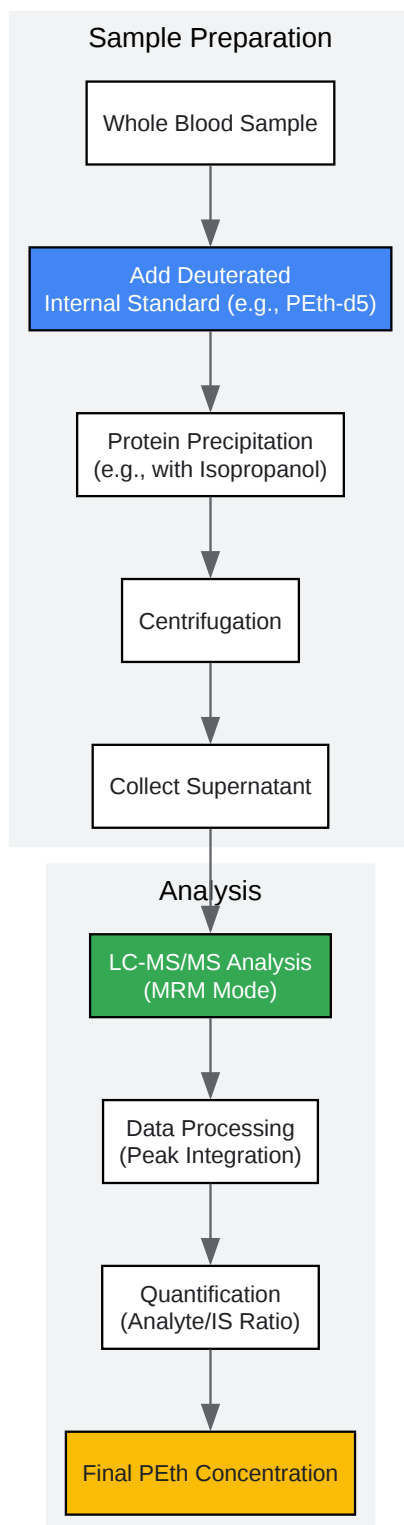 Sample Preparation
Whole Blood Sample
Add Deuterated
Internal Standard (e.g., PEth-d5)
Protein Precipitation
(e.g., with Isopropanol)
Centrifugation
Collect Supernatant
Analysis
LC-MS/MS Analysis
(MRM Mode)
Data Processing
(Peak Integration)
Quantification
(Analyte/IS Ratio)
Final PEth Concentration